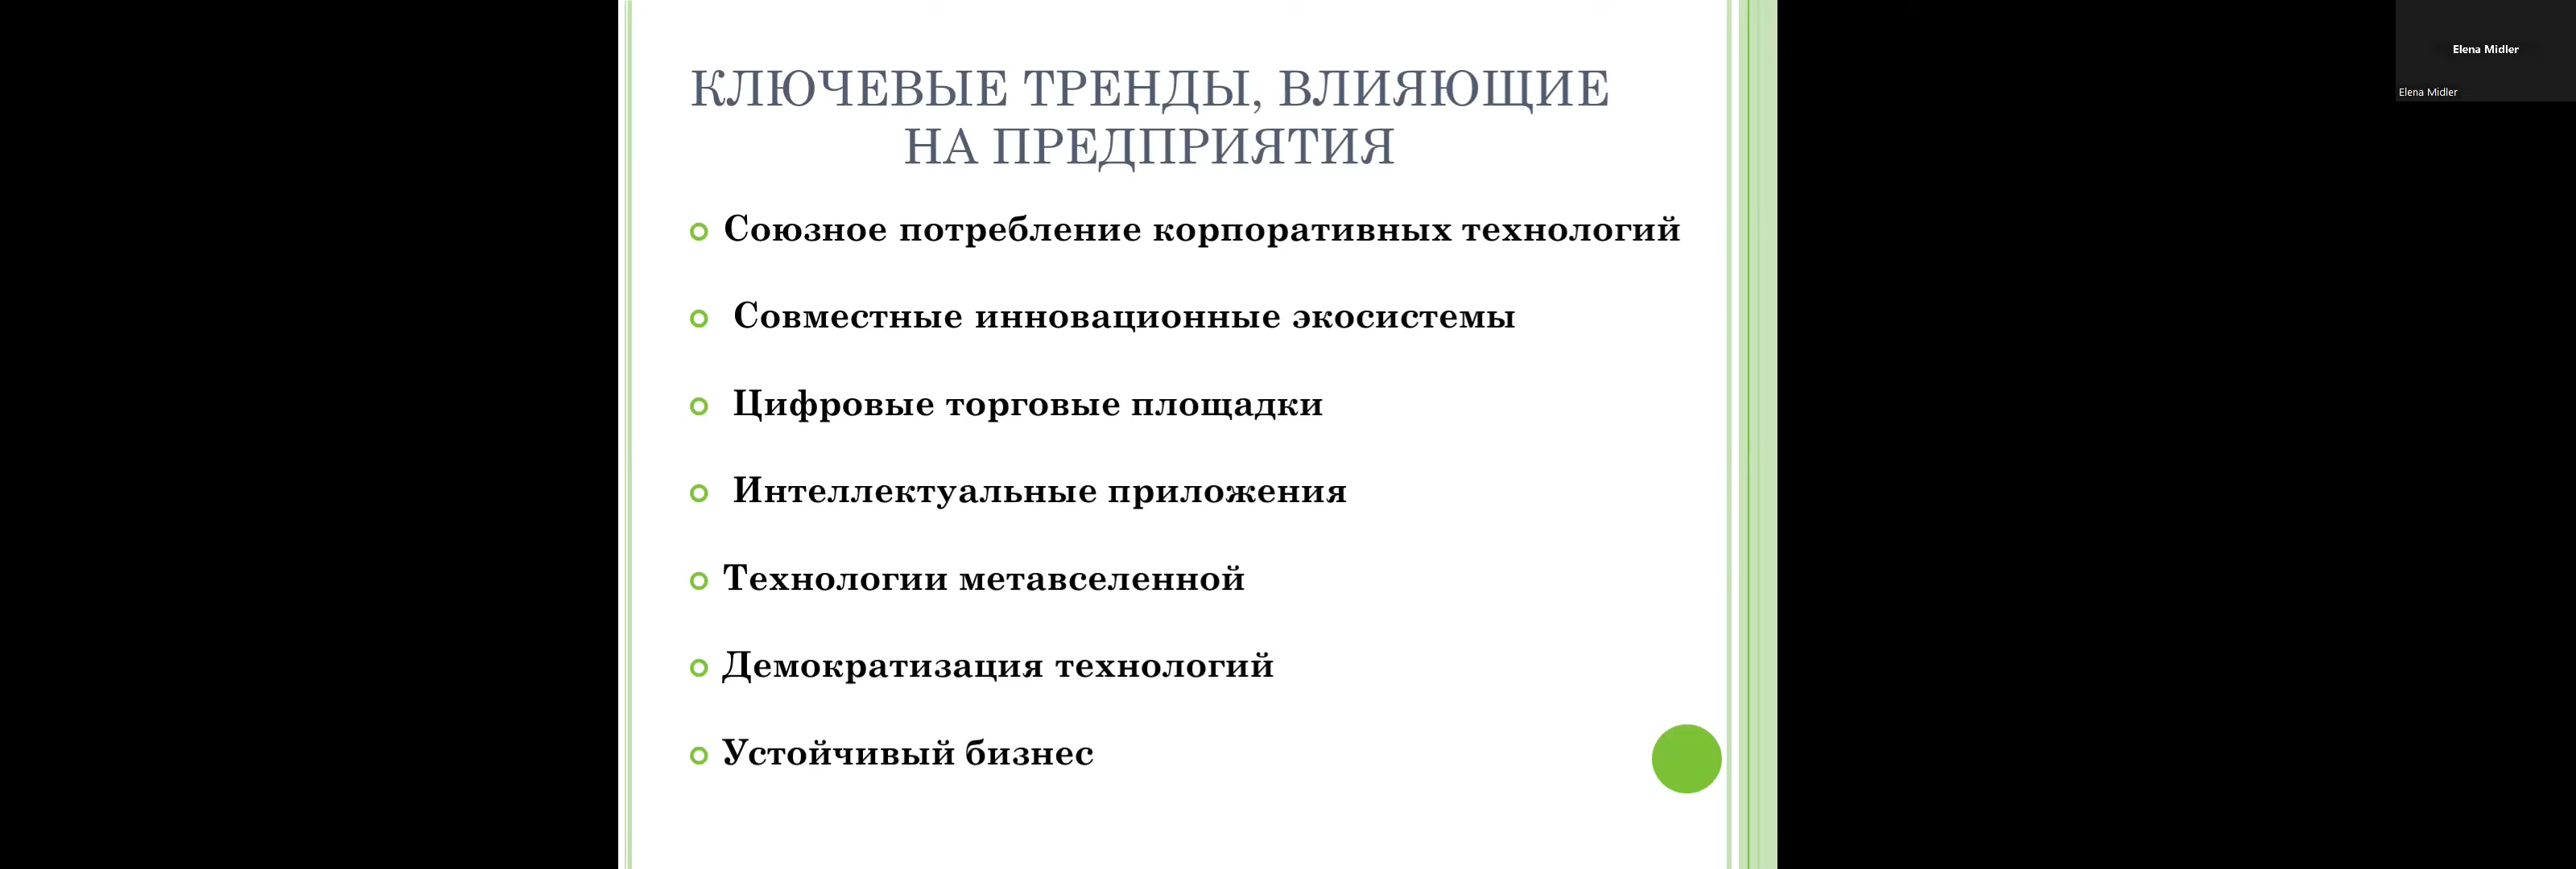 КЛЮЧЕВЫЕ ТРЕНДЫ, ВЛИЯЮЩИЕ
НА ПРЕДПРИЯТИЯ
Союзное потребление корпоративных технологий
Совместные инновационные экосистемы
Цифровые торговые площадки
Интеллектуальные приложения
Технологии метавселенной
Демократизация технологий
Устойчивый бизнес
Elena Midler
Elena Midler